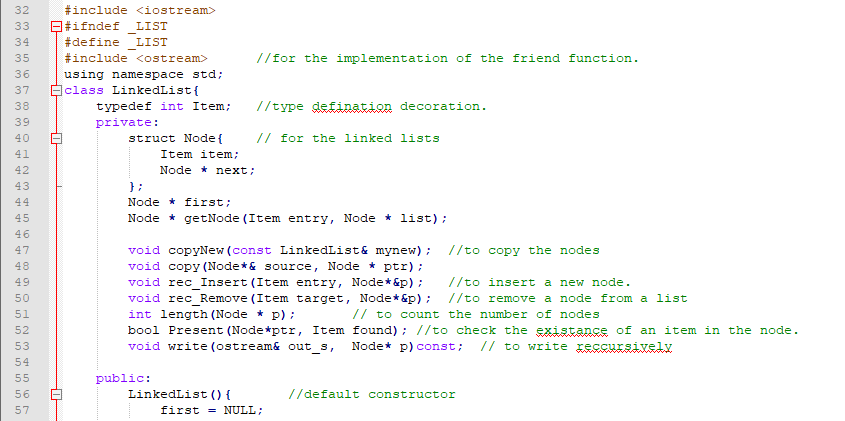 32 #include <iostream>
33 #ifndef _LIST
34 #define _LIST
35 #include <ostream>      //for the implementation of the friend function.
36 using namespace std;
37 class LinkedList{
38     typedef int Item;   //type defination decoration.
39     private:
40         struct Node{    // for the linked lists
41             Item item;
42             Node * next;
43         };
44         Node * first;
45         Node * getNode(Item entry, Node * list);
46
47         void copyNew(const LinkedList& mynew);  //to copy the nodes
48         void copy(Node*& source, Node * ptr);
49         void rec_Insert(Item entry, Node*&p);   //to insert a new node.
50         void rec_Remove(Item target, Node*&p);  //to remove a node from a list
51         int length(Node * p);       // to count the number of nodes
52         bool Present(Node*ptr, Item found); //to check the existance of an item in the node.
53         void write(ostream& out_s,  Node* p)const;  // to write reccursively
54
55     public:
56         LinkedList(){       //default constructor
57             first = NULL;